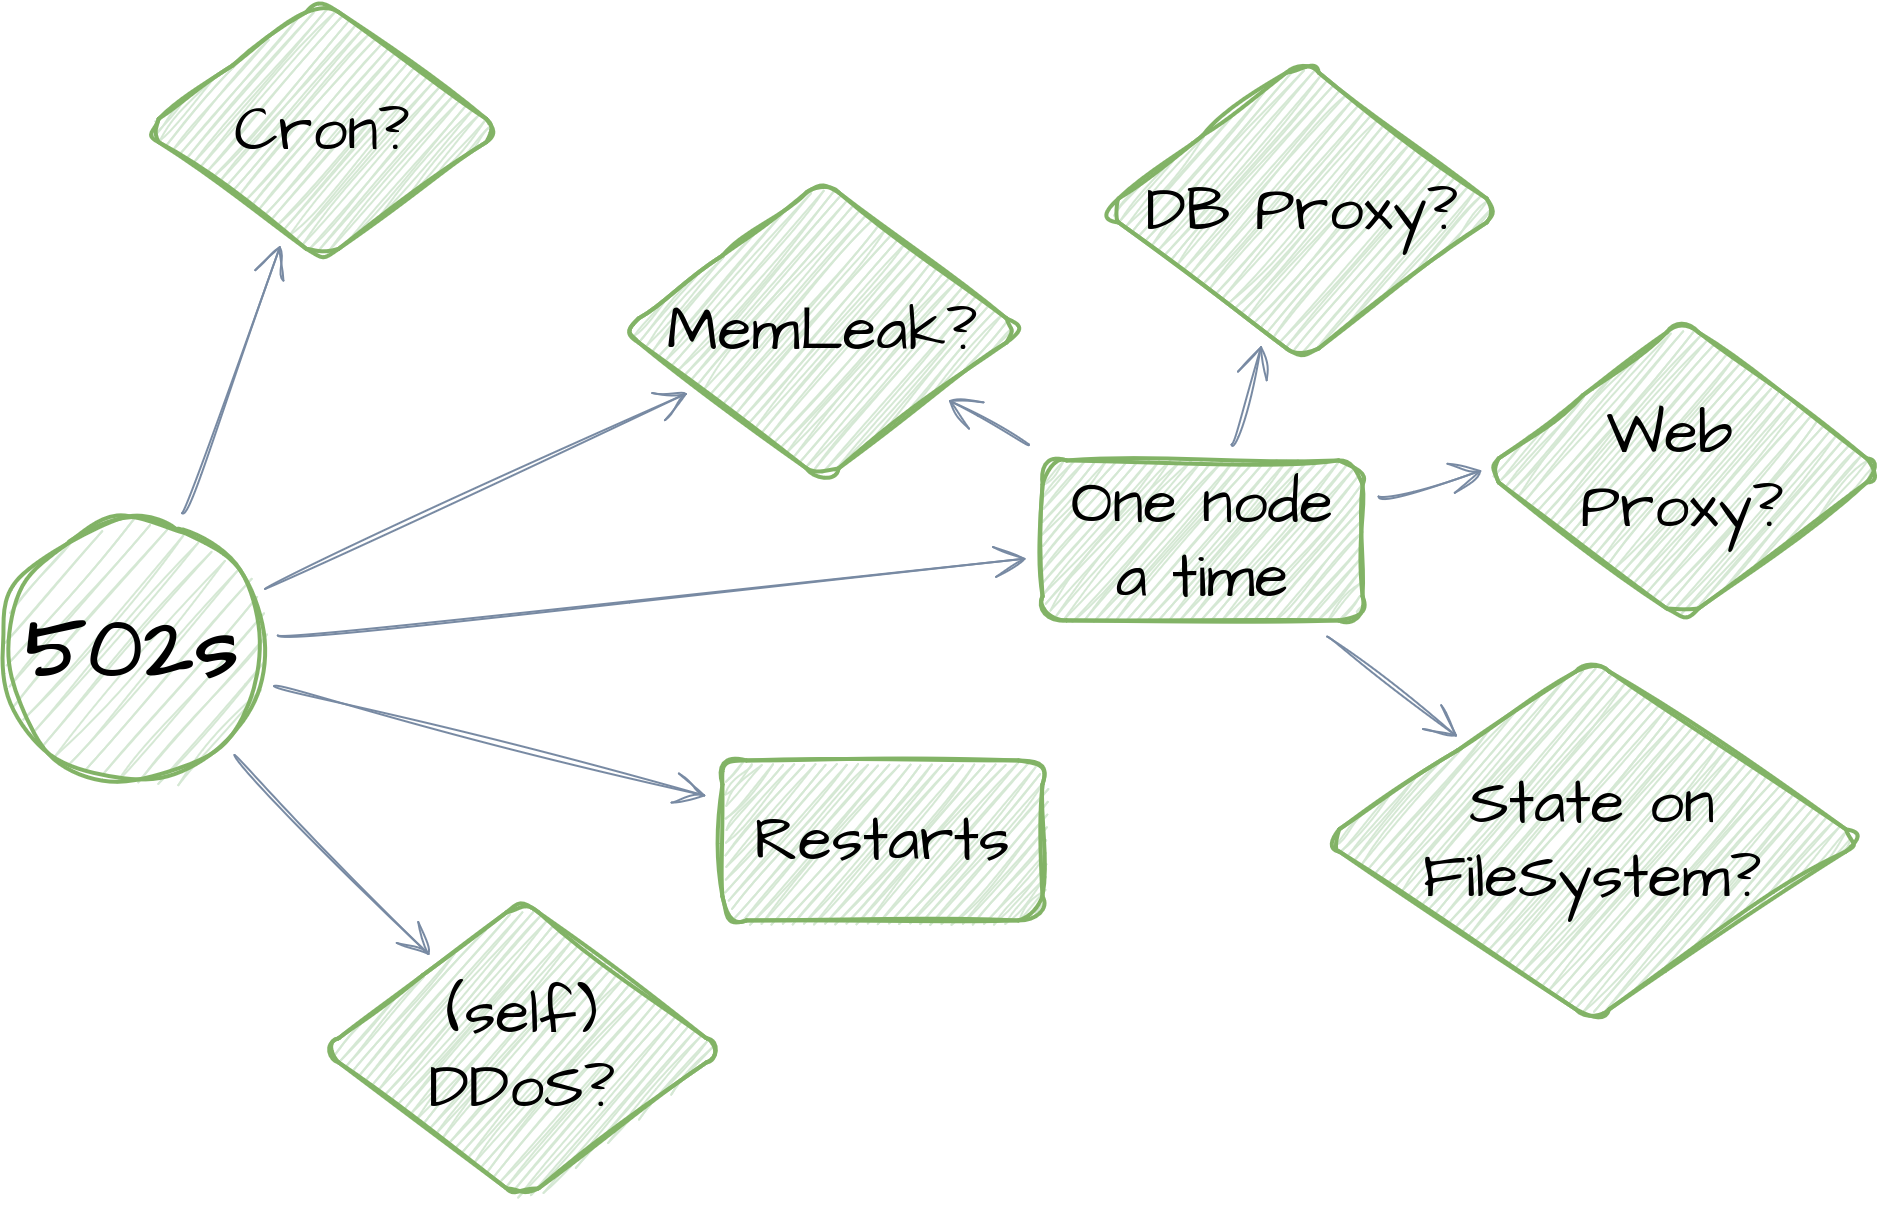 Cron?
DB Proxy?
MemLeak?
Web
Proxy?
One node
a time
502s
State on
FileSystem?
Restarts
(self)
DDoS?